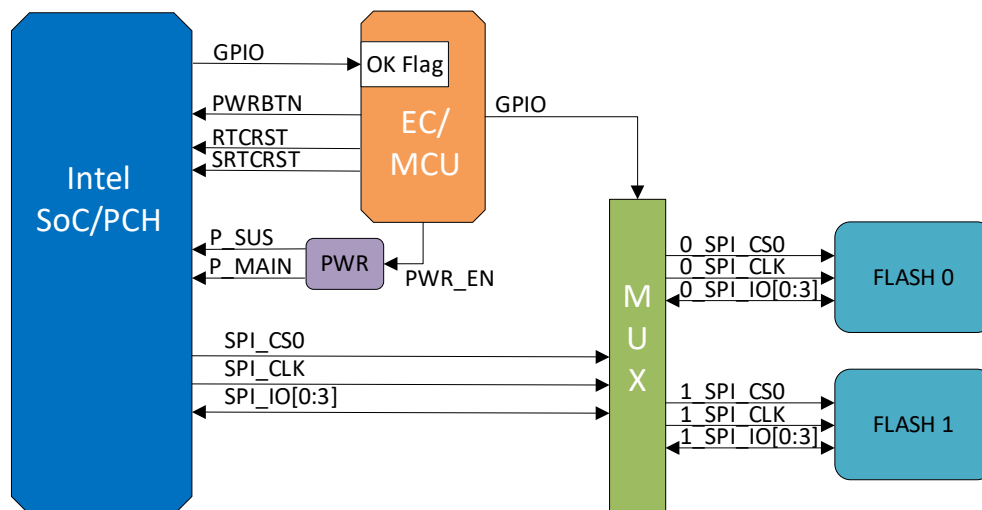 GPIO
OK Flag
PWRBTN
EC/
MCU
GPIO
RTCRST
SRTCRST
Intel
SoC/PCH
P_SUS
P_MAIN
PWR
PWR_EN
M
U
X
0_SPI_CS0
0_SPI_CLK
0_SPI_IO[0:3]
FLASH 0
SPI_CS0
SPI_CLK
SPI_IO[0:3]
1_SPI_CS0
1_SPI_CLK
1_SPI_IO[0:3]
FLASH 1